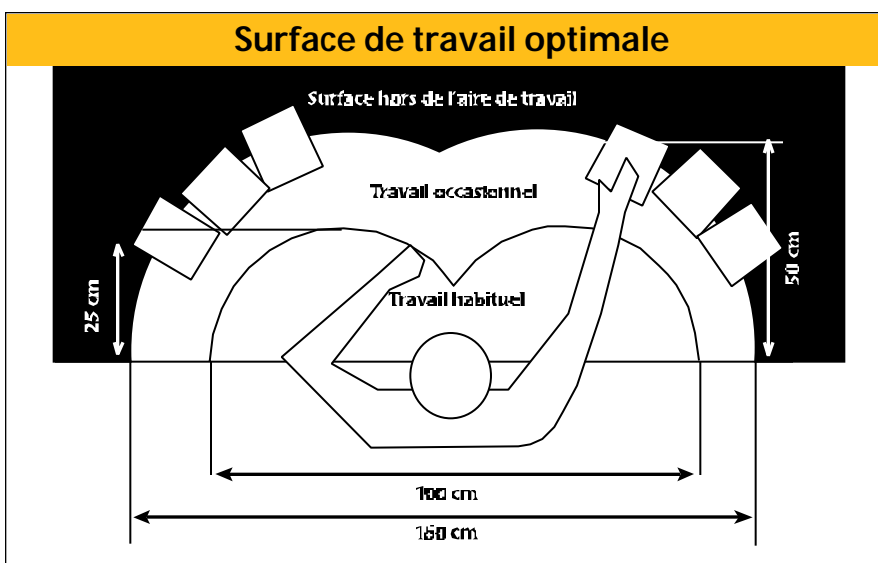 Surface de travail optimale
Surface hors de l'aire de travail
Travail occasionnel
Travail habituel
25 cm
50 cm
100 cm
150 cm